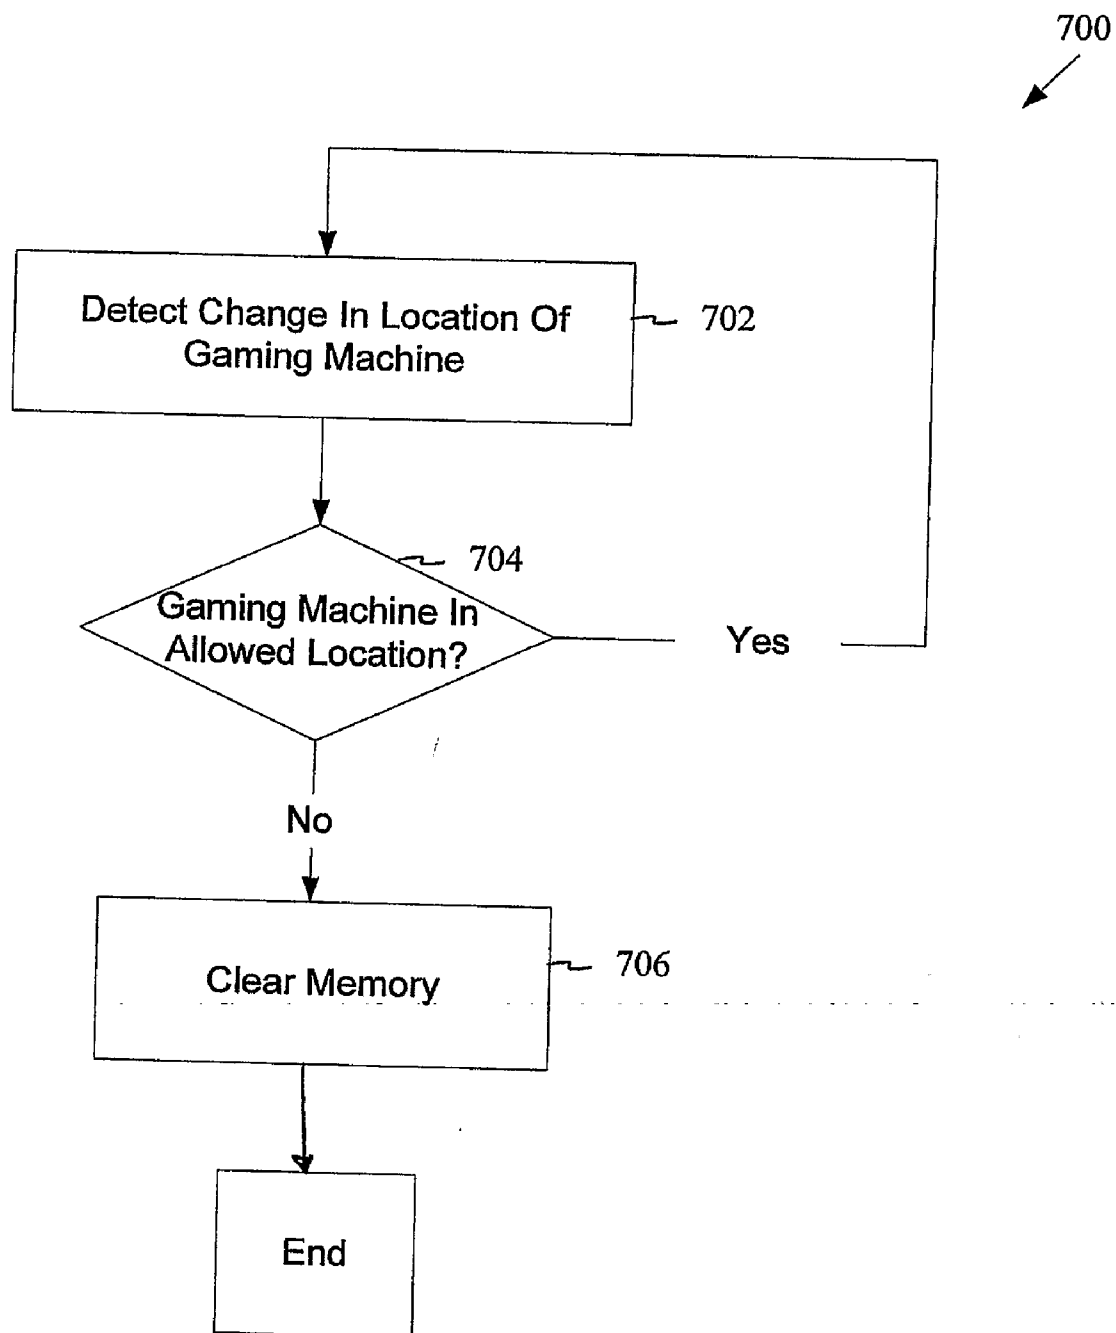 700
Detect Change In Location Of
Gaming Machine
702
704
Gaming Machine In
Allowed Location?
Yes
No
Clear Memory
706
End